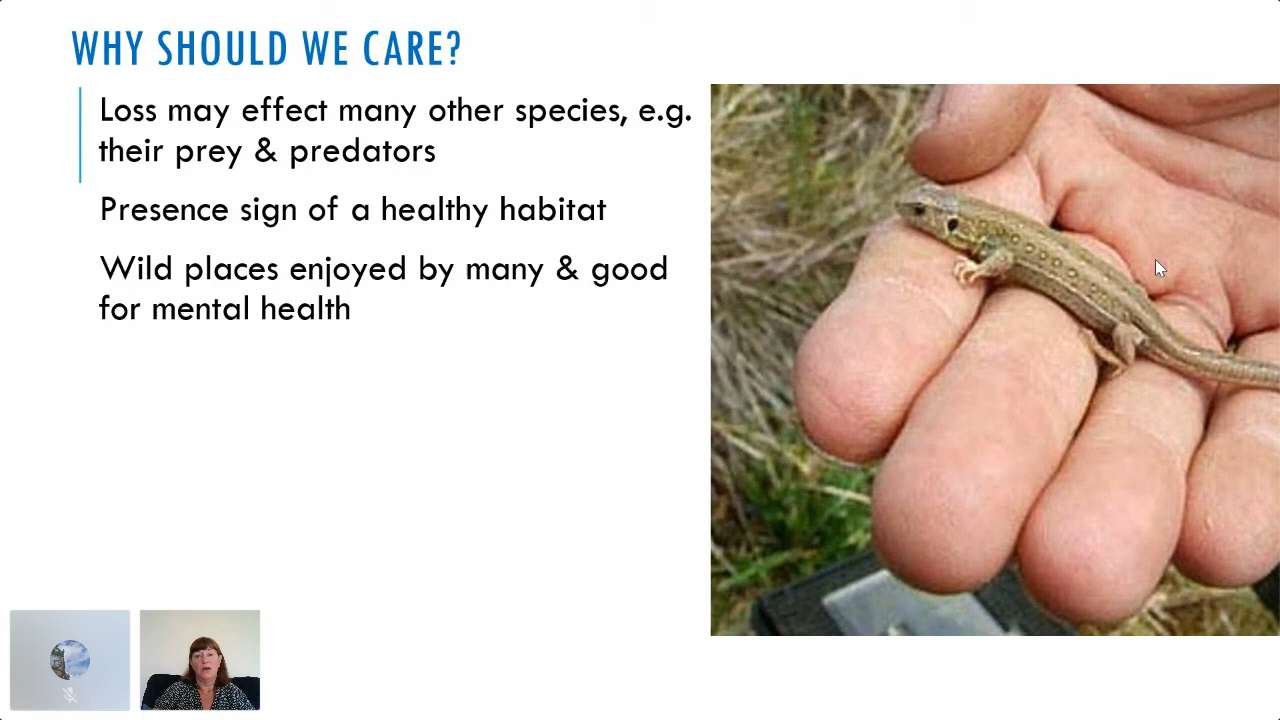 WHY SHOULD WE CARE?
Loss may effect many other species, e.g.
their prey & predators
Presence sign of a healthy habitat
Wild places enjoyed by many & good
for mental health